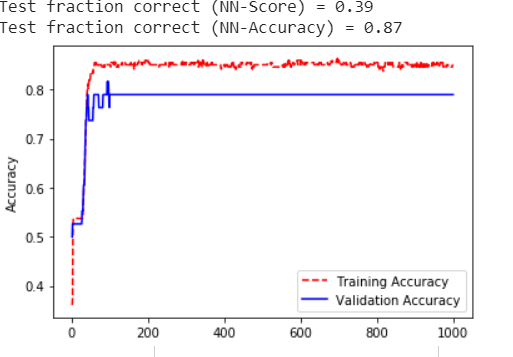 Test fraction correct (NN-Score) = 0.39
Test fraction correct (NN-Accuracy) = 0.87
0.8
0.7
0.6
0.5
0.4
Accuracy
Training Accuracy
Validation Accuracy
0 200 400 600 800 1000